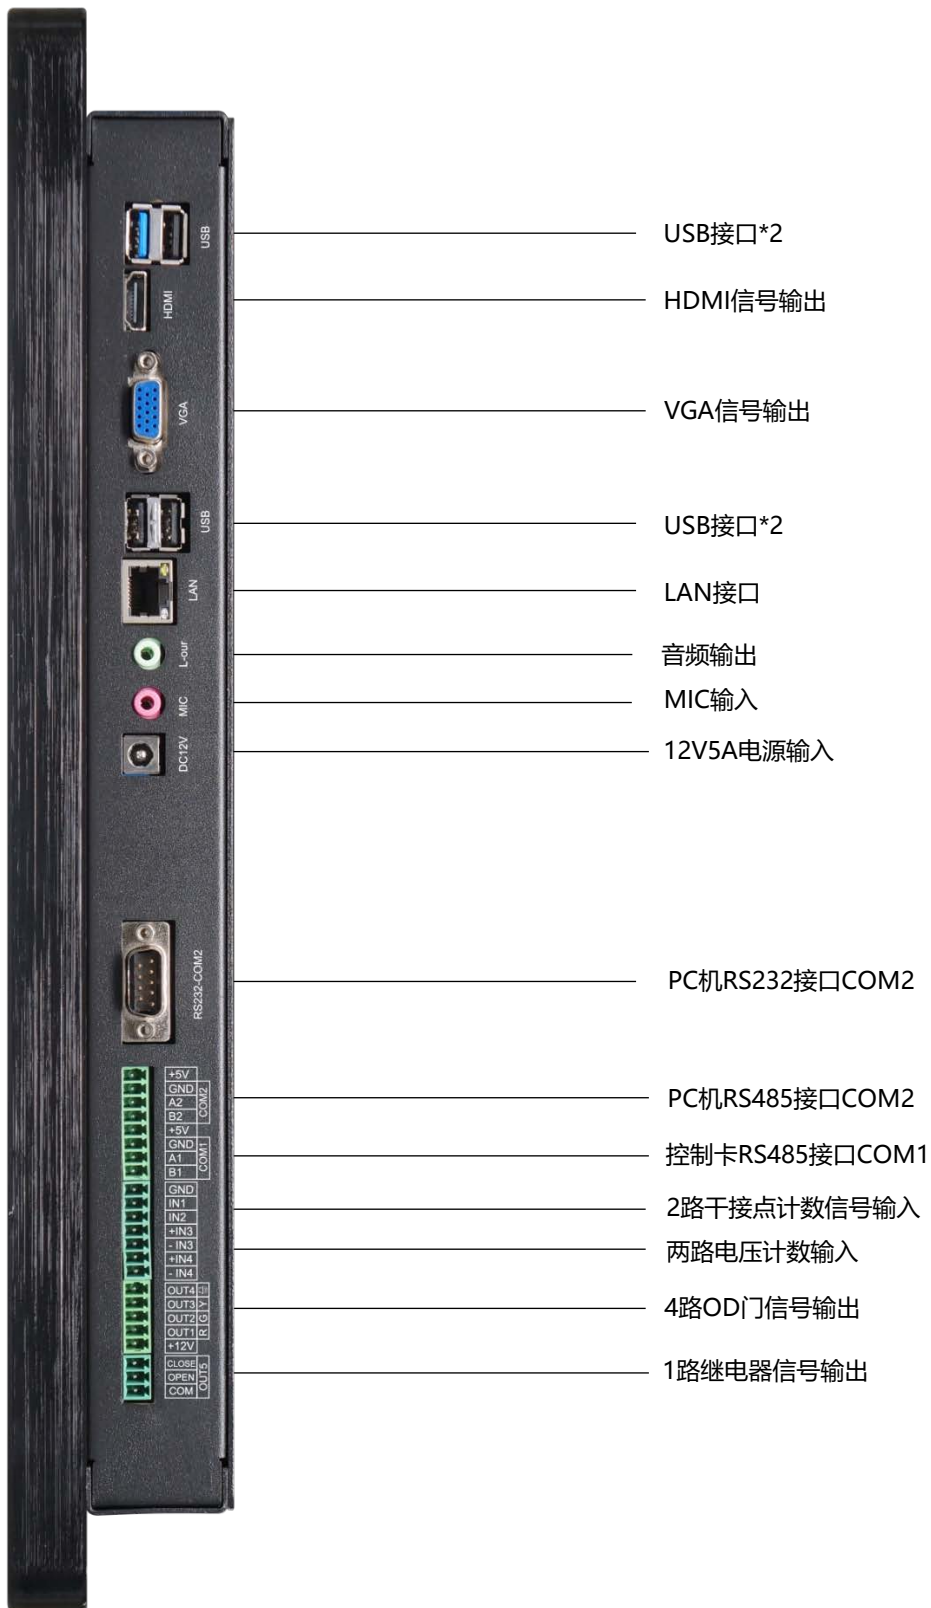 USB
USB接口*2
HDMI
HDMI信号输出
VGA
VGA信号输出
USB
USB接口*2
LAN
LAN接口
L-our
音频输出
MIC
MIC输入
DC12V
12V5A电源输入
RS232-COM2
PC机RS232接口COM2
+5V
GND
A2
B2
COM2
PC机RS485接口COM2
+5V
GND
A1
B1
COM1
控制卡RS485接口COM1
GND
IN1
IN2
2路干接点计数信号输入
+IN3
- IN3
+IN4
- IN4
两路电压计数输入
OUT4
OUT3 Y
OUT2 G
OUT1 R
+12V
4路OD门信号输出
CLOSE
OPEN
COM
OUT5
1路继电器信号输出